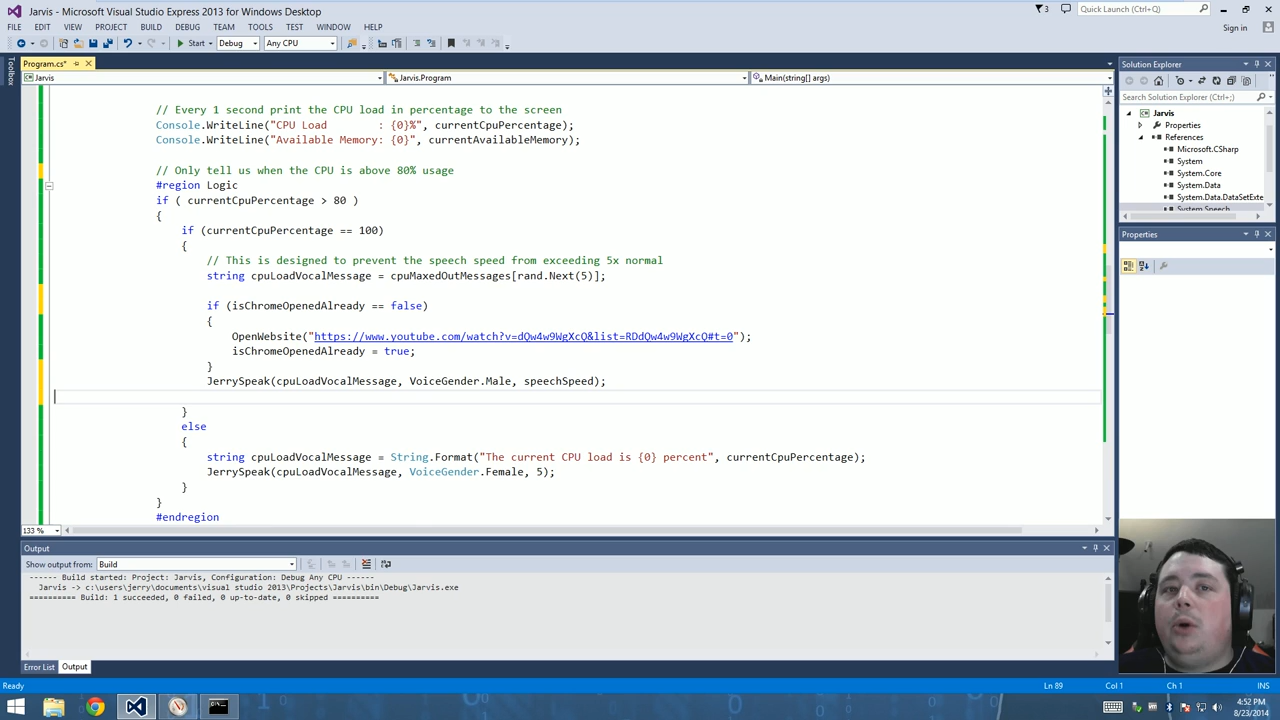 Jarvis - Microsoft Visual Studio Express 2013 for Windows Desktop
3
Quick Launch (Ctrl+Q)
FILE EDIT VIEW PROJECT BUILD DEBUG TEAM TOOLS TEST WINDOW HELP
Sign in
Start Debug Any CPU
Toolbox
Program.cs*
Jarvis Jarvis.Program Main(string[] args)
// Every 1 second print the CPU load in percentage to the screen
Console.WriteLine("CPU Load        : {0}%", currentCpuPercentage);
Console.WriteLine("Available Memory: {0}", currentAvailableMemory);
// Only tell us when the CPU is above 80% usage
#region Logic
if ( currentCpuPercentage > 80 )
{
if (currentCpuPercentage == 100)
{
// This is designed to prevent the speech speed from exceeding 5x normal
string cpuLoadVocalMessage = cpuMaxedOutMessages[rand.Next(5)];
if (isChromeOpenedAlready == false)
{
OpenWebsite("https://www.youtube.com/watch?v=dQw4w9WgXcQ&list=RDdQw4w9WgXcQ#t=0");
isChromeOpenedAlready = true;
}
JerrySpeak(cpuLoadVocalMessage, VoiceGender.Male, speechSpeed);
}
else
{
string cpuLoadVocalMessage = String.Format("The current CPU load is {0} percent", currentCpuPercentage);
JerrySpeak(cpuLoadVocalMessage, VoiceGender.Female, 5);
}
}
#endregion
133 %
Solution Explorer
Search Solution Explorer (Ctrl+;)
Jarvis
Properties
References
Microsoft.CSharp
System
System.Core
System.Data
System.Data.DataSetExte
System.Speech
Properties
Output
Show output from: Build
------ Build started: Project: Jarvis, Configuration: Debug Any CPU ------
Jarvis -> c:\users\jerry\documents\visual studio 2013\Projects\Jarvis\bin\Debug\Jarvis.exe
========== Build: 1 succeeded, 0 failed, 0 up-to-date, 0 skipped ==========
Error List Output
Ready Ln 89 Col 1 Ch 1 INS
4:52 PM
8/23/2014